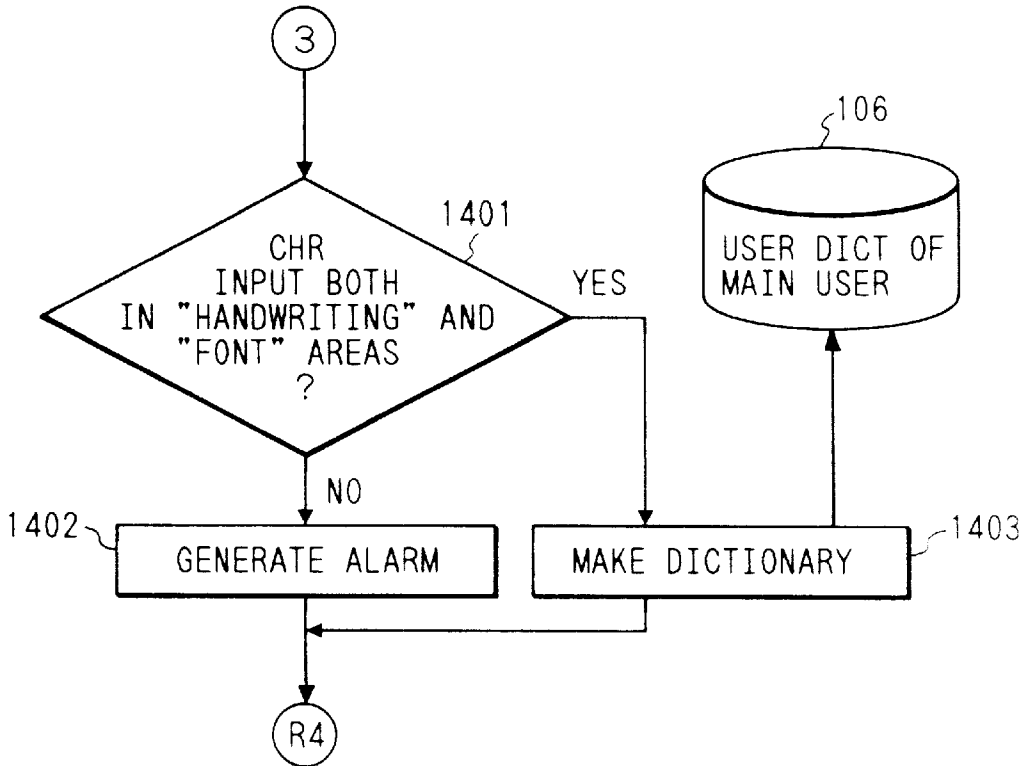 3
106
1401
CHR
INPUT BOTH
IN "HANDWRITING" AND
"FONT" AREAS
?
YES
USER DICT OF
MAIN USER
NO
1402
GENERATE ALARM
MAKE DICTIONARY
1403
R4